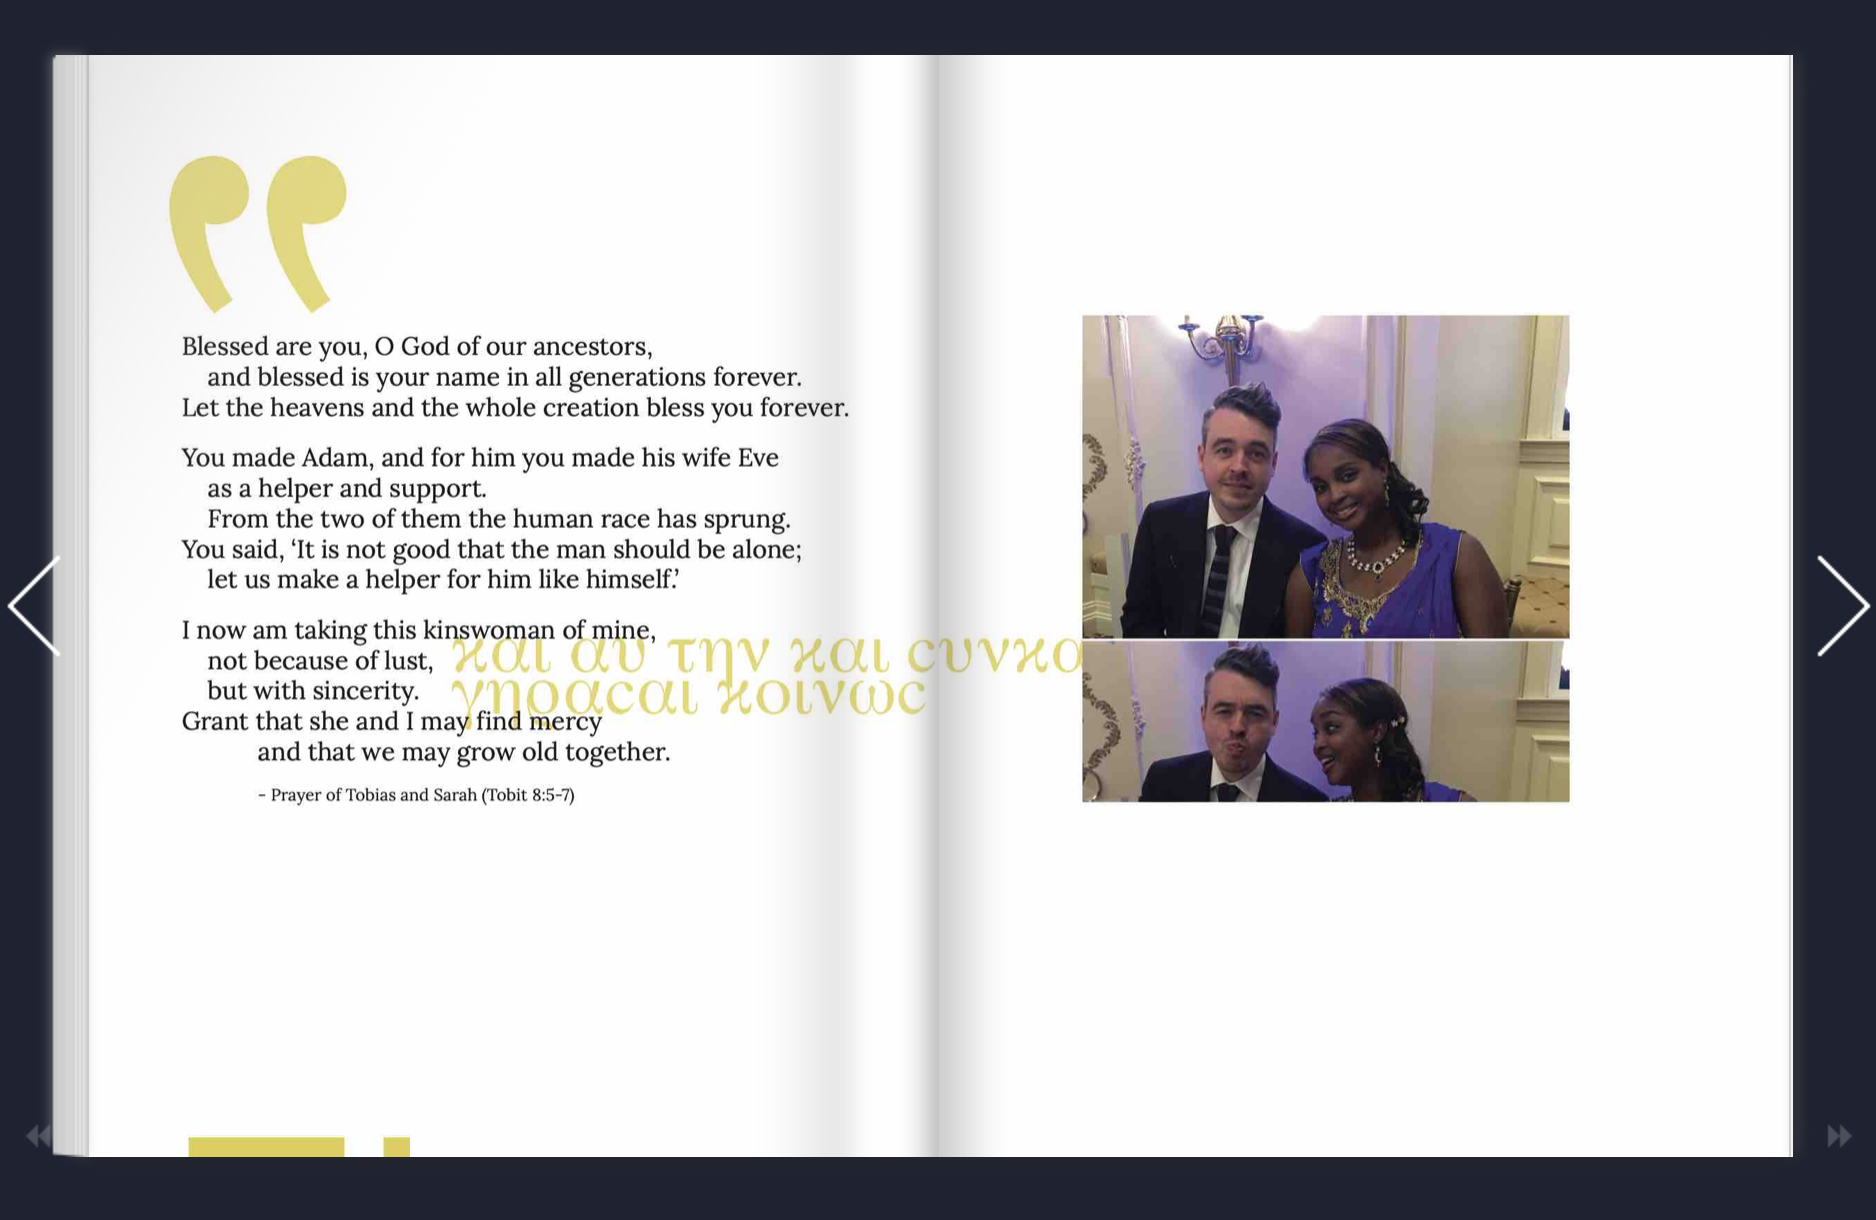 Blessed are you, O God of our ancestors,
and blessed is your name in all generations forever.
Let the heavens and the whole creation bless you forever.
You made Adam, and for him you made his wife Eve
as a helper and support.
From the two of them the human race has sprung.
You said, ‘It is not good that the man should be alone;
let us make a helper for him like himself.’
I now am taking this kinswoman of mine,
not because of lust,
but with sincerity.
Grant that she and I may find mercy
and that we may grow old together.
– Prayer of Tobias and Sarah (Tobit 8:5-7)
ϰαι αυ την ϰαι ϲυνϰα
γηραϲαι ϰοινωϲ